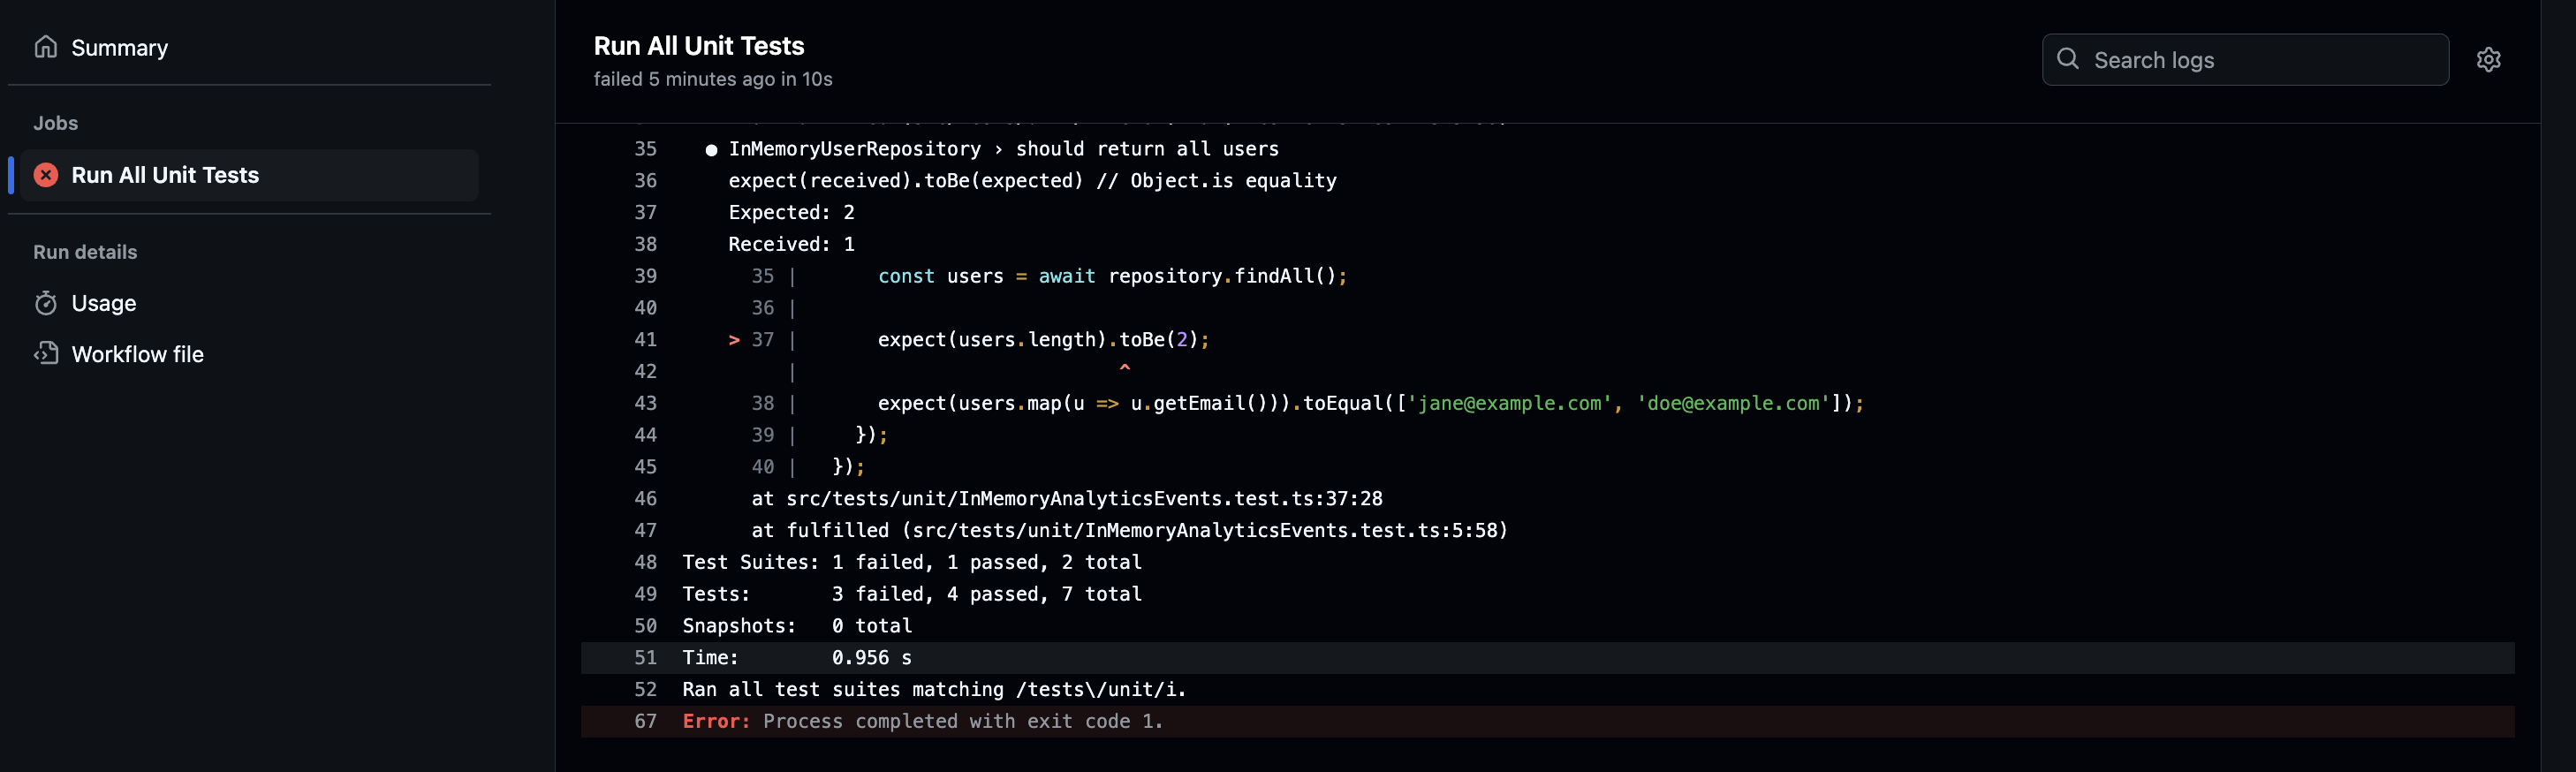 Summary
Jobs
Run All Unit Tests
Run details
Usage
Workflow file
Run All Unit Tests
failed 5 minutes ago in 10s
Search logs
35 ● InMemoryUserRepository › should return all users
36 expect(received).toBe(expected) // Object.is equality
37 Expected: 2
38 Received: 1
39 35 | const users = await repository.findAll();
40 36 |
41 > 37 | expect(users.length).toBe(2);
42 | ^
43 38 | expect(users.map(u => u.getEmail())).toEqual(['jane@example.com', 'doe@example.com']);
44 39 | });
45 40 | });
46 at src/tests/unit/InMemoryAnalyticsEvents.test.ts:37:28
47 at fulfilled (src/tests/unit/InMemoryAnalyticsEvents.test.ts:5:58)
48 Test Suites: 1 failed, 1 passed, 2 total
49 Tests: 3 failed, 4 passed, 7 total
50 Snapshots: 0 total
51 Time: 0.956 s
52 Ran all test suites matching /tests\/unit/i.
67 Error: Process completed with exit code 1.